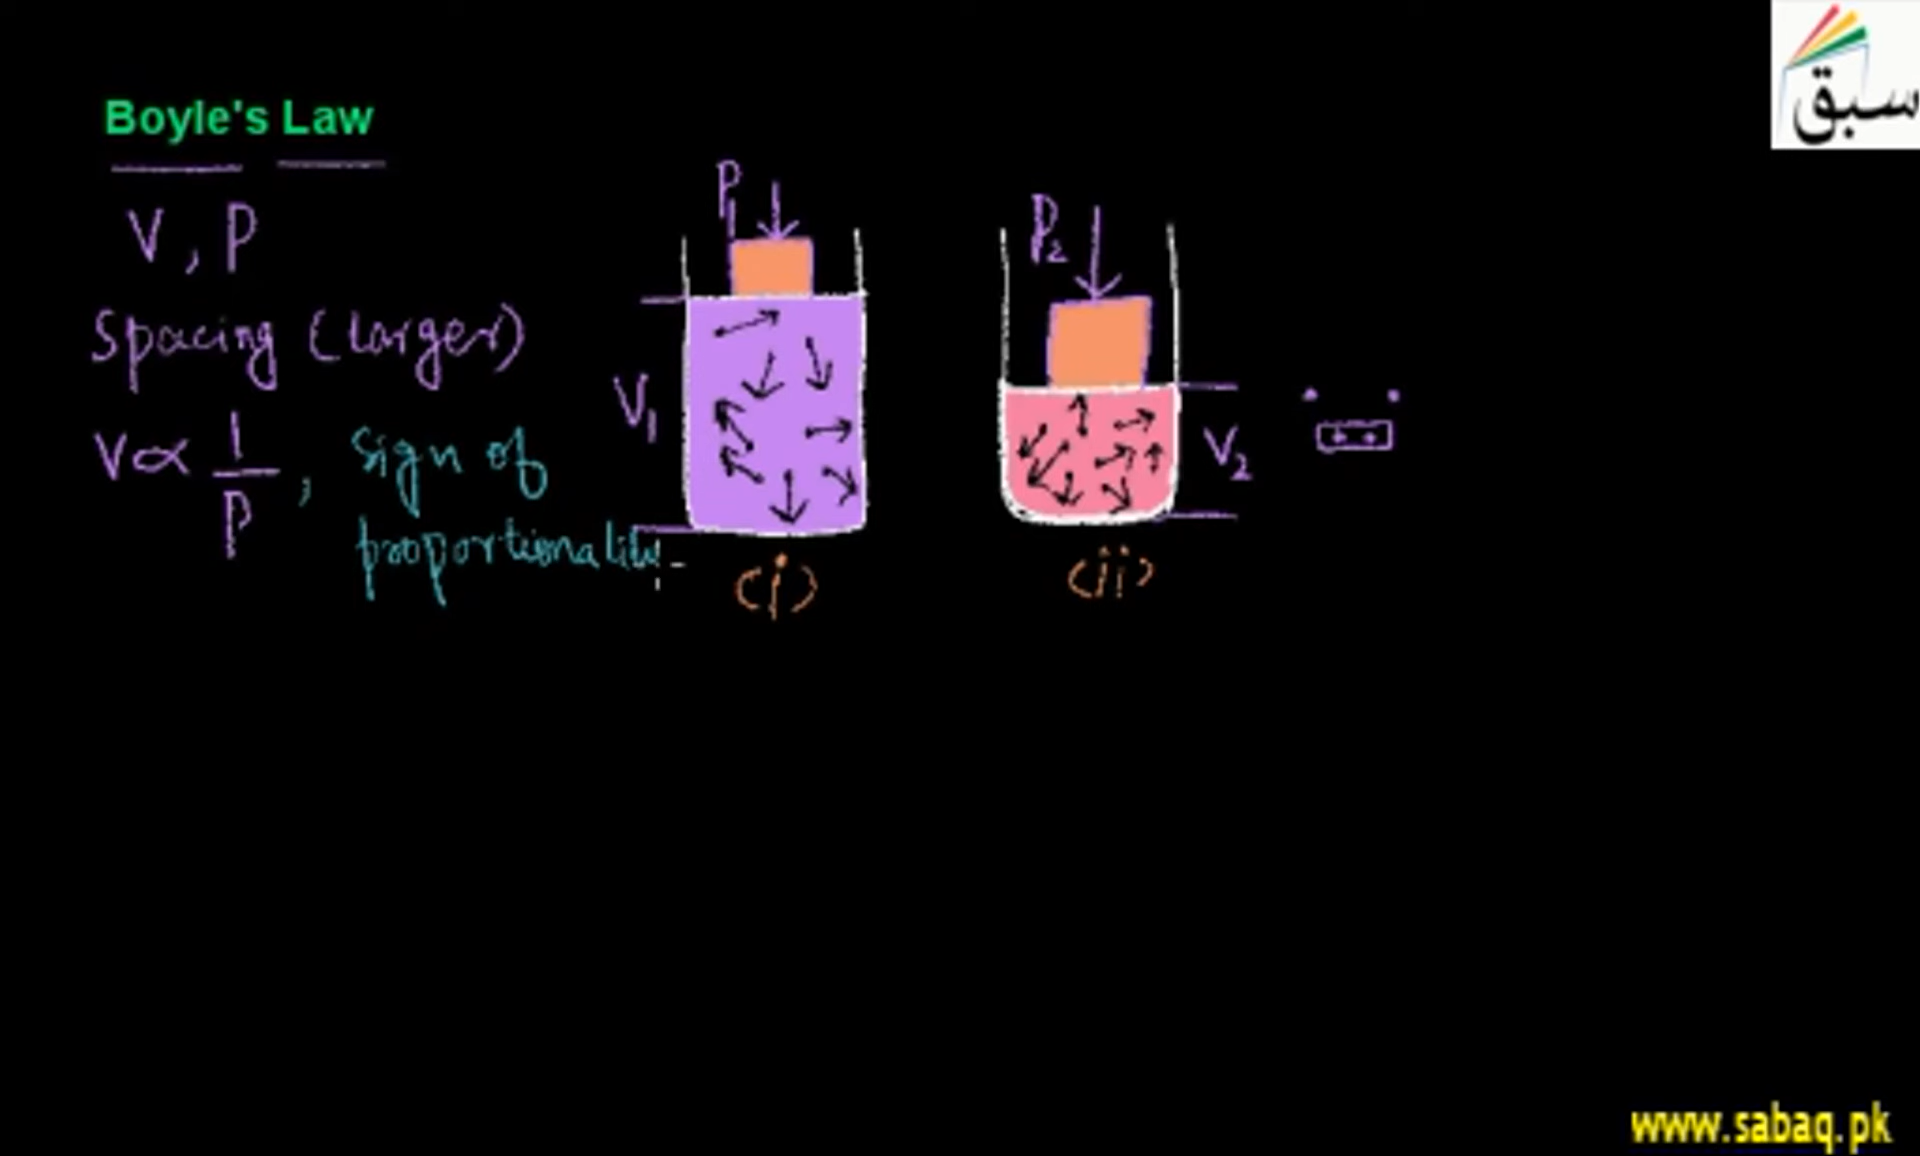 سبق
Boyle's Law
V, P
Spacing (larger)
V∝ 1/P, sign of
proportionality
P1
V1
(i)
P2
V2
(ii)
www.sabaq.pk